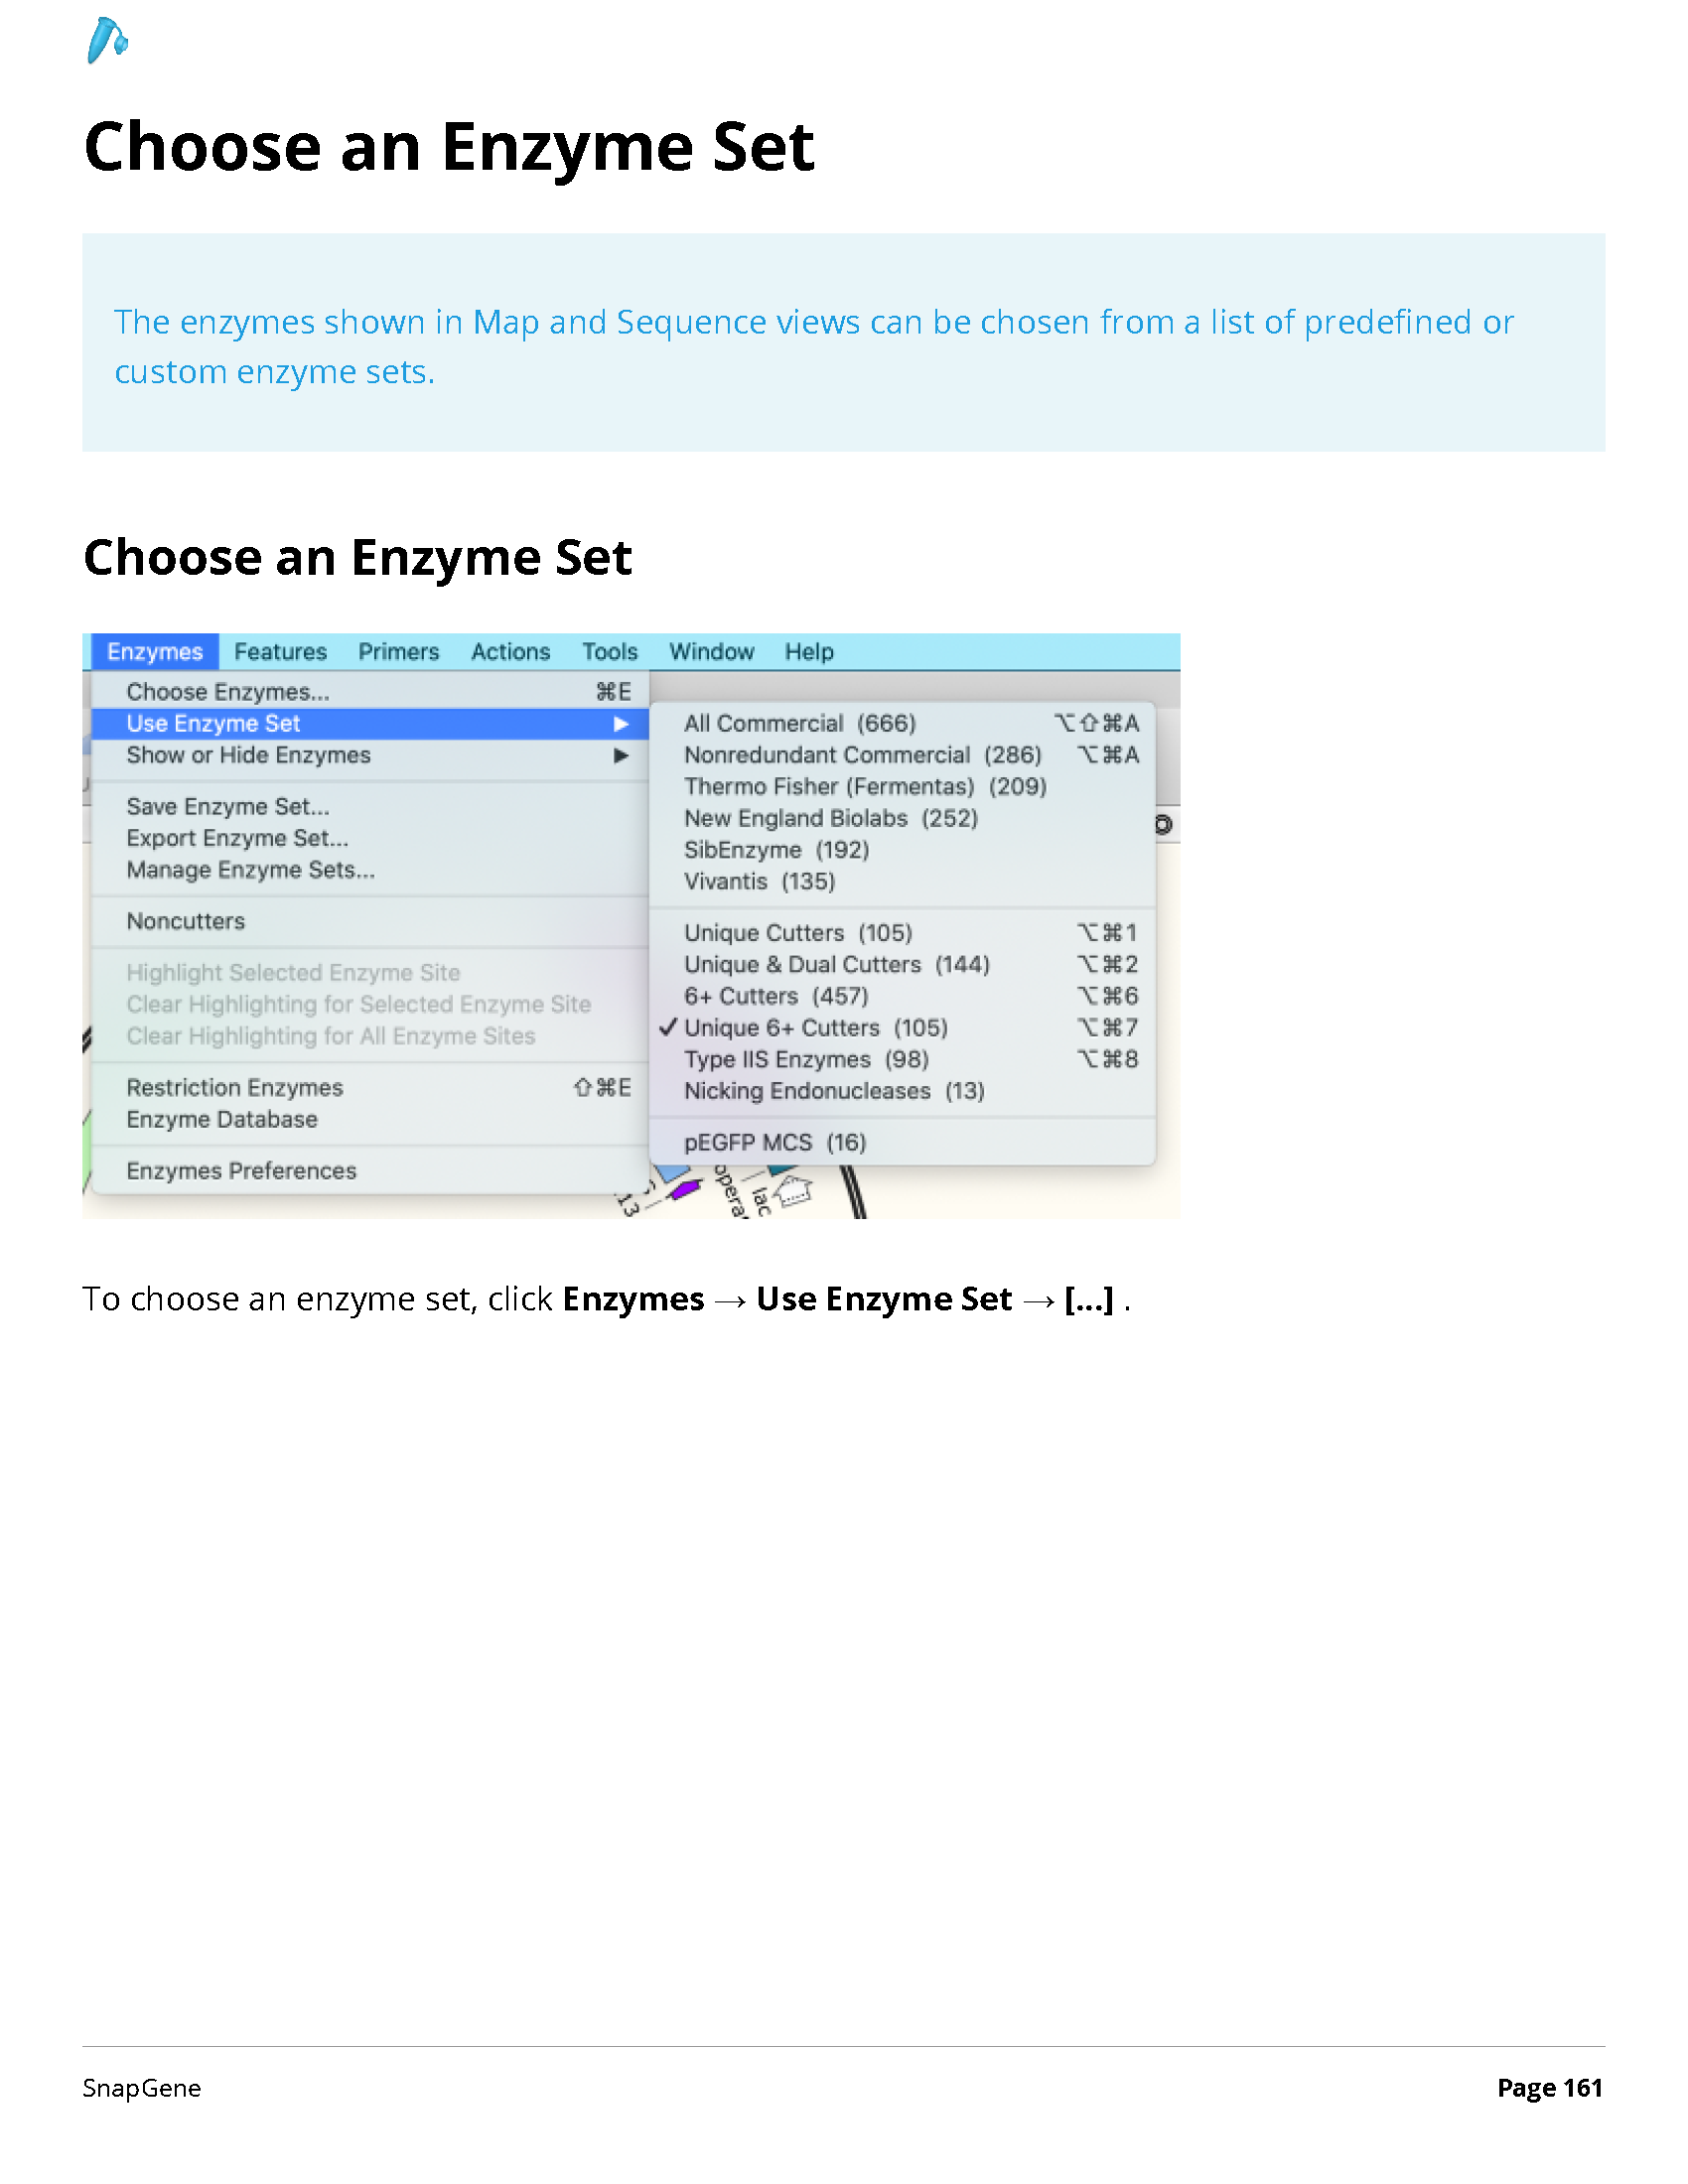 Choose an Enzyme Set
The enzymes shown in Map and Sequence views can be chosen from a list of predefined or
custom enzyme sets.
Choose an Enzyme Set
Enzymes Features Primers Actions Tools Window Help
Choose Enzymes... ⌘E
Use Enzyme Set ▶
Show or Hide Enzymes ▶
Save Enzyme Set...
Export Enzyme Set...
Manage Enzyme Sets...
Noncutters
Highlight Selected Enzyme Site
Clear Highlighting for Selected Enzyme Site
Clear Highlighting for All Enzyme Sites
Restriction Enzymes ⇧⌘E
Enzyme Database
Enzymes Preferences
All Commercial (666) ⌥⇧⌘A
Nonredundant Commercial (286) ⌥⌘A
Thermo Fisher (Fermentas) (209)
New England Biolabs (252)
SibEnzyme (192)
Vivantis (135)
Unique Cutters (105) ⌥⌘1
Unique & Dual Cutters (144) ⌥⌘2
6+ Cutters (457) ⌥⌘6
✓ Unique 6+ Cutters (105) ⌥⌘7
Type IIS Enzymes (98) ⌥⌘8
Nicking Endonucleases (13)
pEGFP MCS (16)
13
opera
lac
To choose an enzyme set, click Enzymes → Use Enzyme Set → [...] .
SnapGene
Page 161